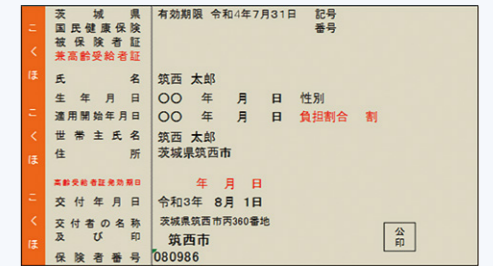 こくほ
こくほ
こくほ
茨城県
国民健康保険
被保険者証
兼高齢受給者証
有効期限 令和4年7月31日 記号
番号
氏名 筑西 太郎
生年月日 〇〇 年 月 日 性別
適用開始年月日 〇〇 年 月 日 負担割合 割
世帯主氏名 筑西 太郎
住所 茨城県筑西市
高齢受給者証発効期日 年 月 日
交付年月日 令和3年 8月 1日
交付者の名称 茨城県筑西市丙360番地
及び印 筑西市
公印
保険者番号 080986